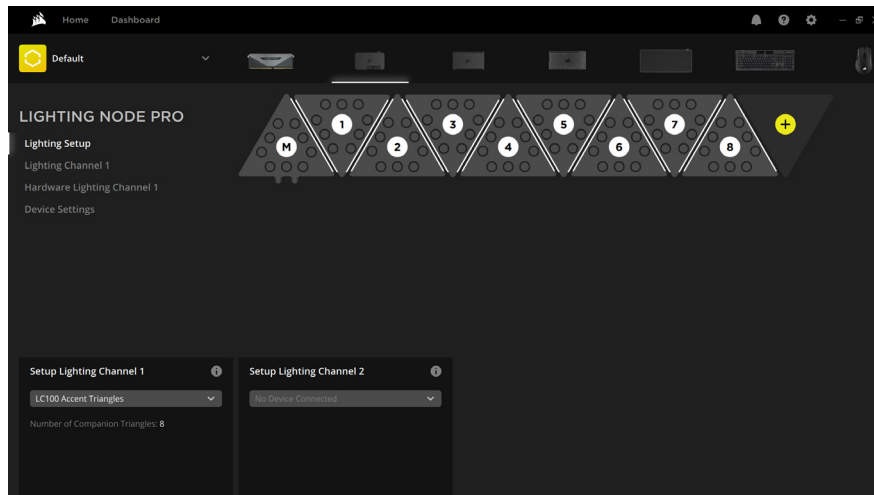 Home Dashboard
Default
LIGHTING NODE PRO
Lighting Setup
Lighting Channel 1
Hardware Lighting Channel 1
Device Settings
M 1 2 3 4 5 6 7 8 +
Setup Lighting Channel 1
LC100 Accent Triangles
Number of Companion Triangles: 8
Setup Lighting Channel 2
No Device Connected